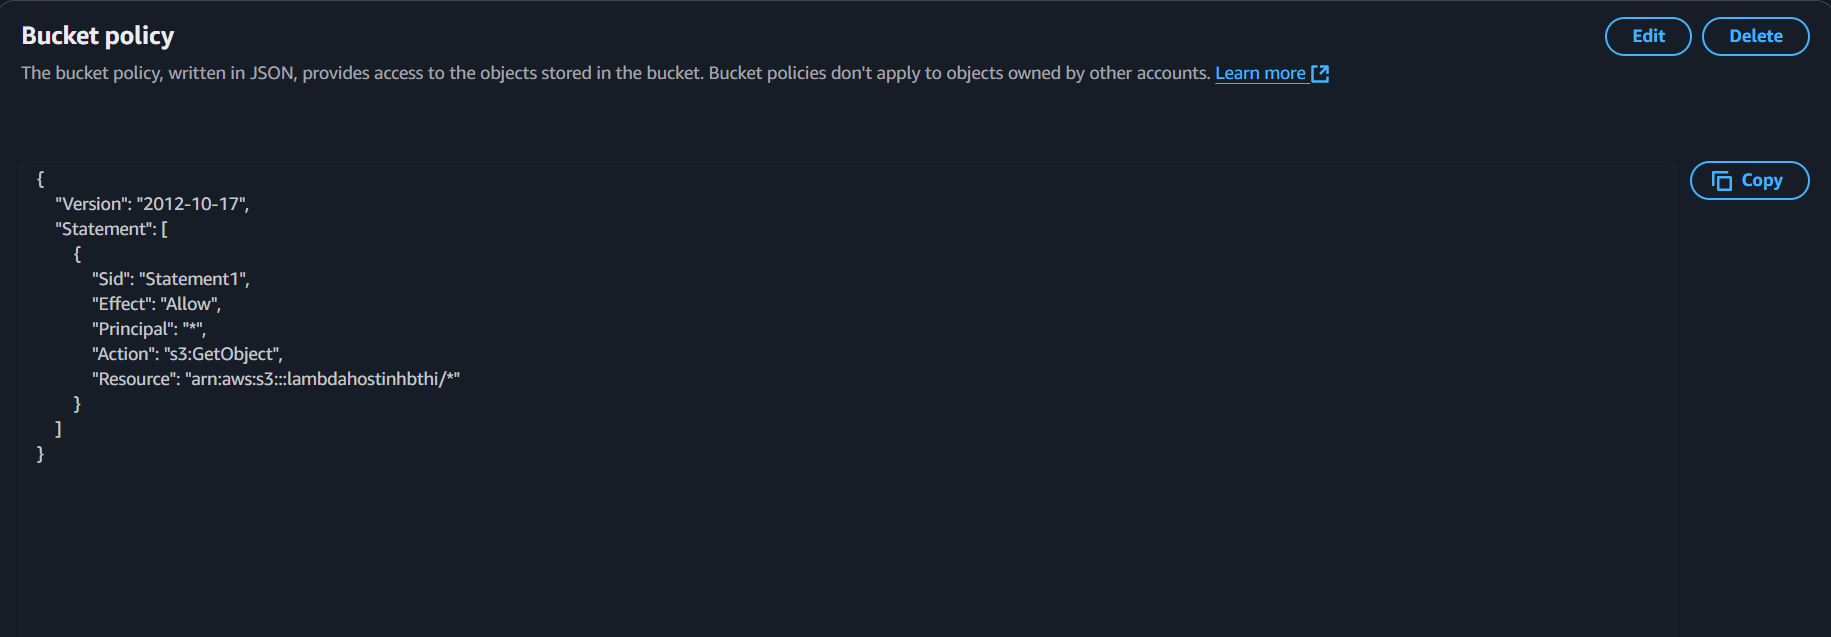 Bucket policy
Edit
Delete
The bucket policy, written in JSON, provides access to the objects stored in the bucket. Bucket policies don't apply to objects owned by other accounts. Learn more
Copy
{
"Version": "2012-10-17",
"Statement": [
{
"Sid": "Statement1",
"Effect": "Allow",
"Principal": "*",
"Action": "s3:GetObject",
"Resource": "arn:aws:s3:::lambdahostinhbthi/*"
}
]
}